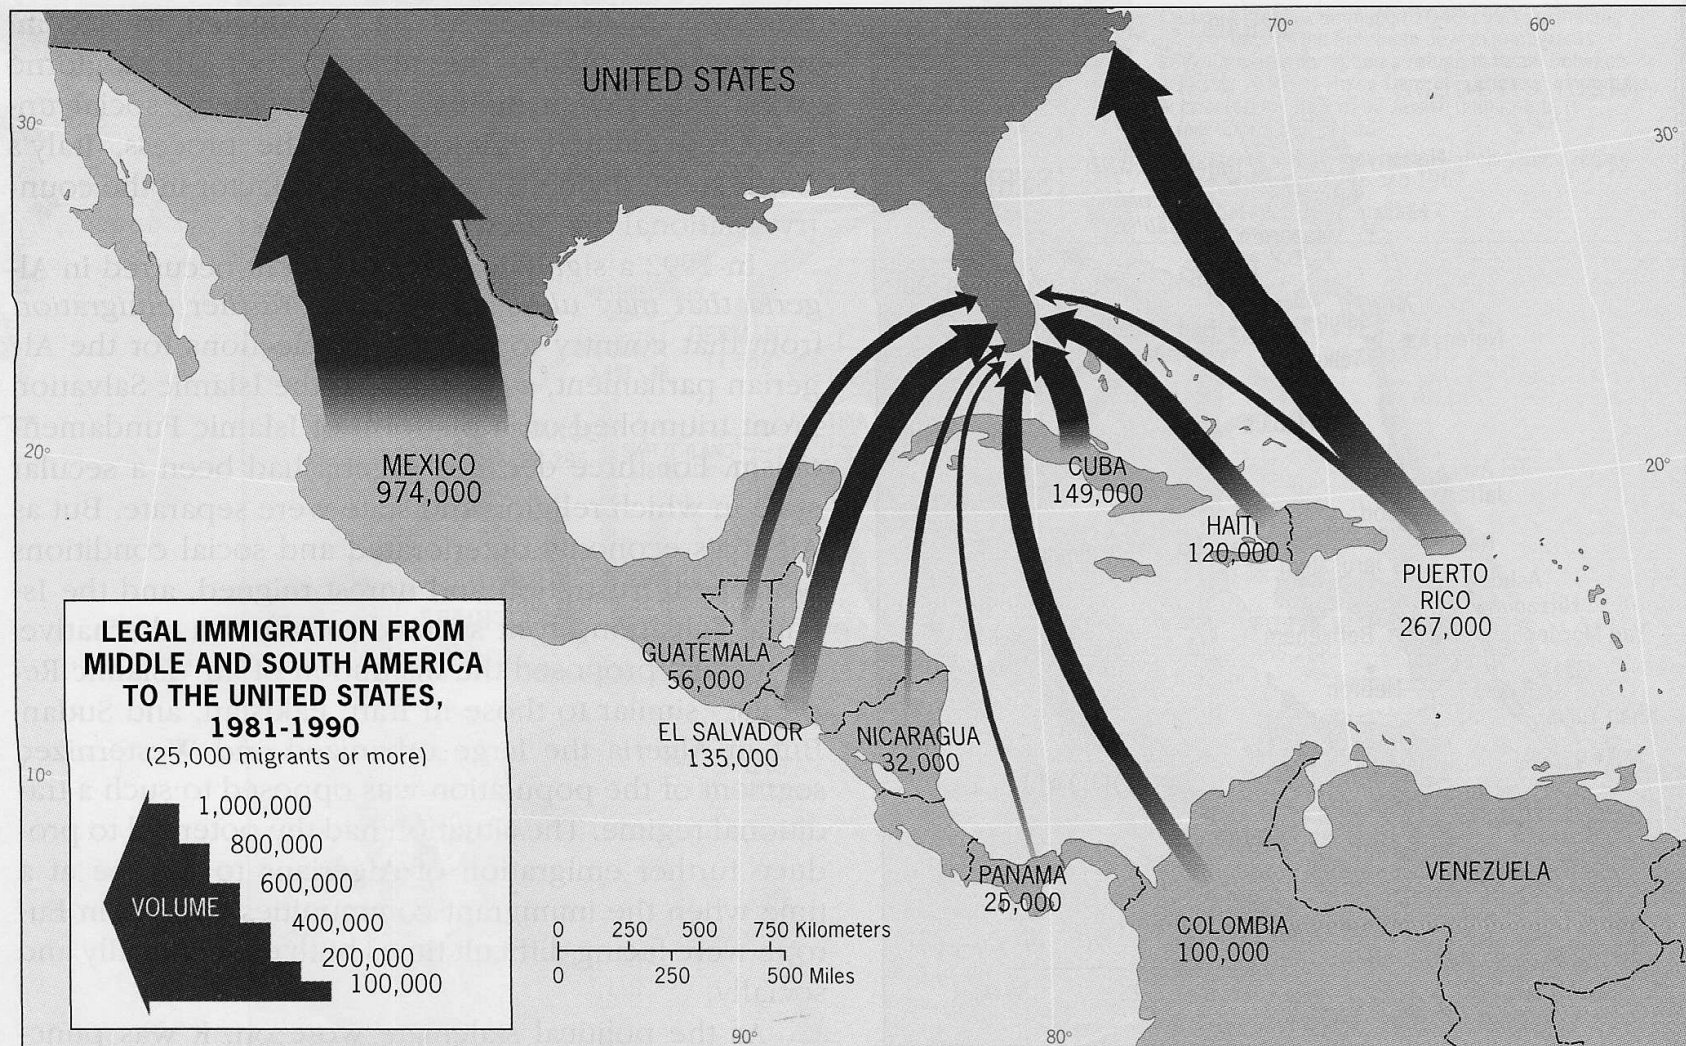 70°
60°
UNITED STATES
30°
30°
20°
20°
MEXICO
974,000
CUBA
149,000
HAITI
120,000
PUERTO
RICO
267,000
GUATEMALA
56,000
EL SALVADOR
135,000
NICARAGUA
32,000
PANAMA
25,000
COLOMBIA
100,000
VENEZUELA
LEGAL IMMIGRATION FROM
MIDDLE AND SOUTH AMERICA
TO THE UNITED STATES,
1981-1990
(25,000 migrants or more)
1,000,000
800,000
600,000
VOLUME
400,000
200,000
100,000
10°
0 250 500 750 Kilometers
0 250 500 Miles
90°
80°